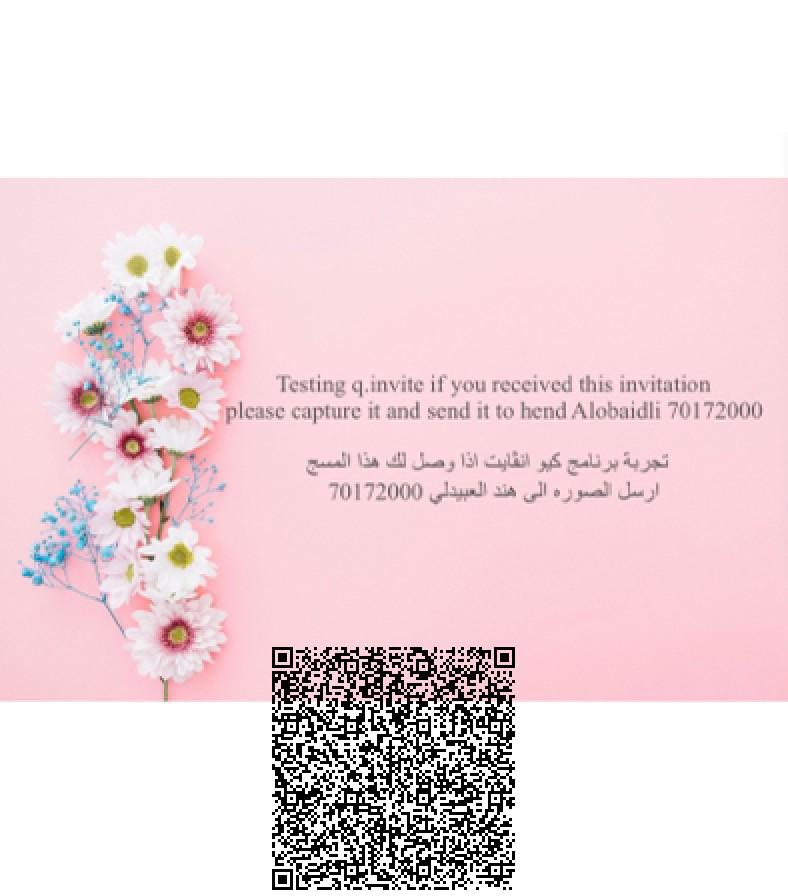 Testing q.invite if you received this invitation
please capture it and send it to hend Alobaidli 70172000
تجربة برنامج كيو انڤايت اذا وصل لك هذا المسج
ارسل الصوره الى هند العبيدلي 70172000